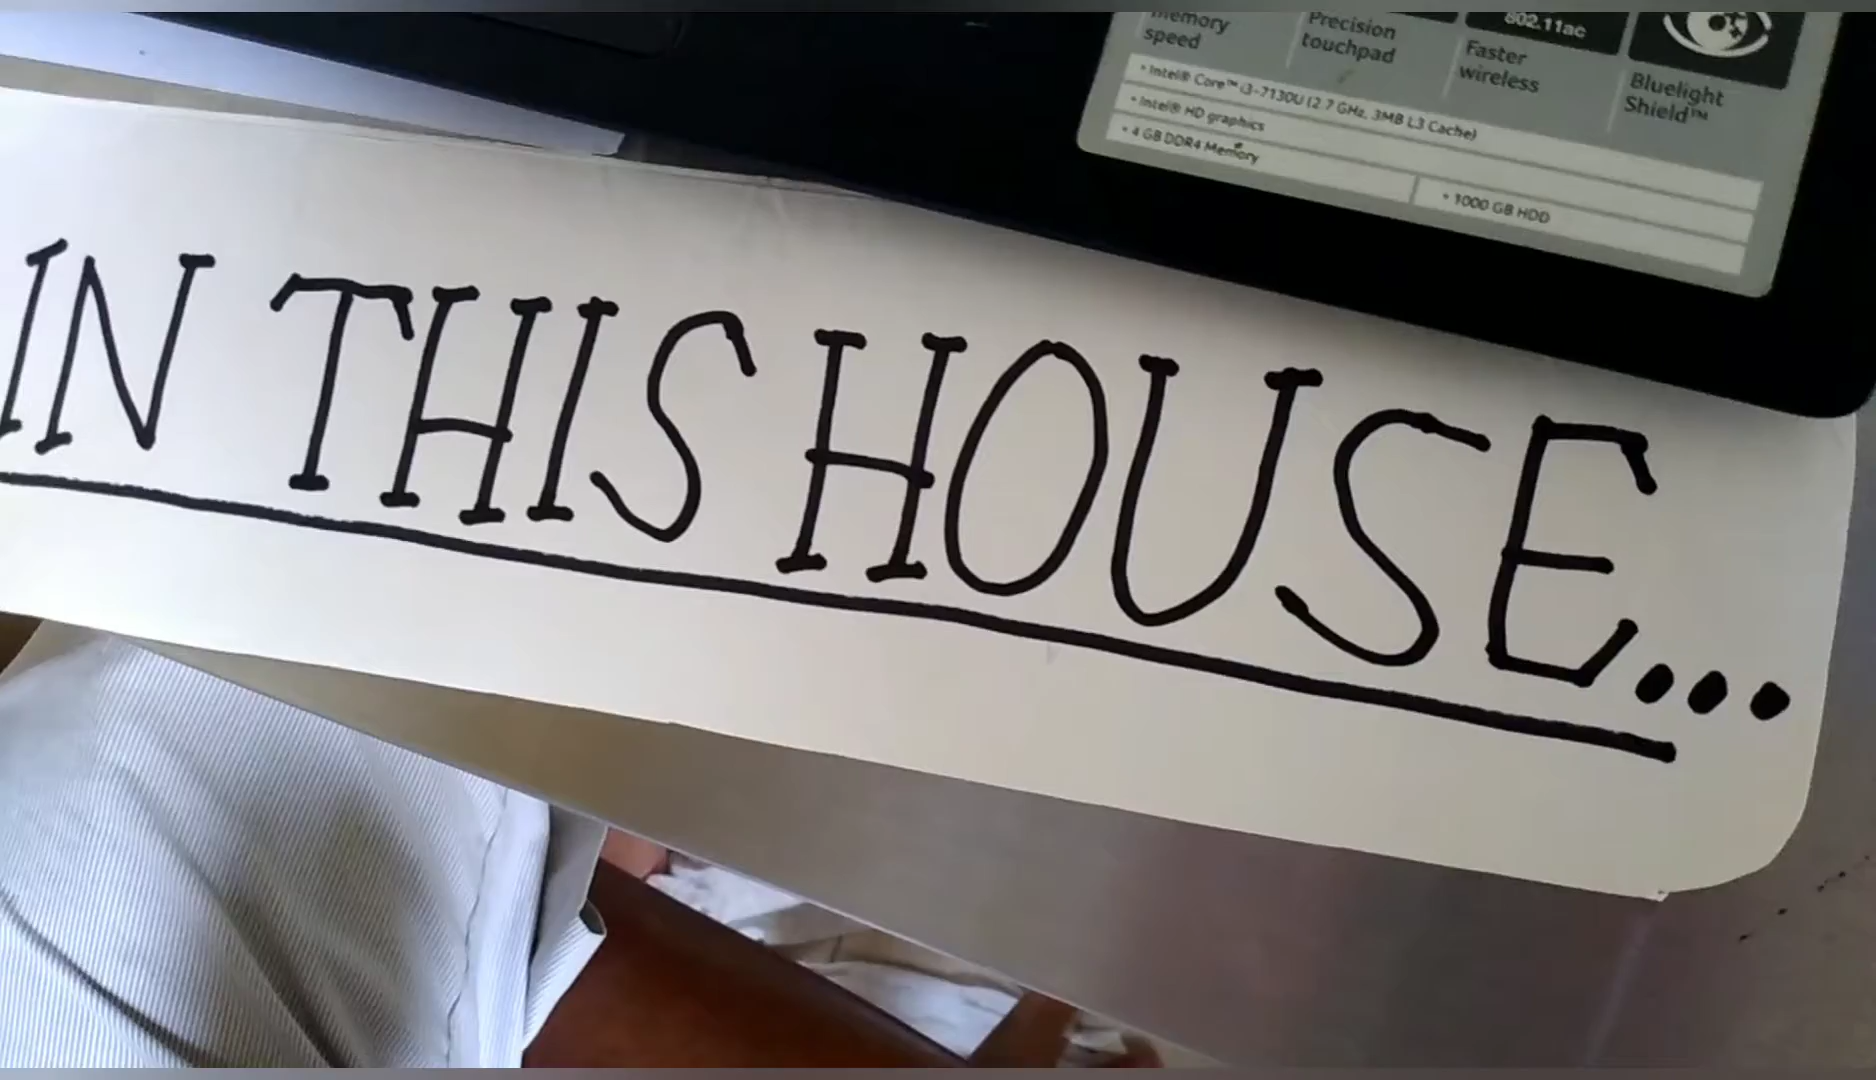 memory
speed
Precision
touchpad
802.11ac
Faster
wireless
Bluelight
Shield™
• Intel® Core™ i3-7130U (2.7 GHz, 3MB L3 Cache)
• Intel® HD graphics
• 4 GB DDR4 Memory
• 1000 GB HDD
IN THIS HOUSE...